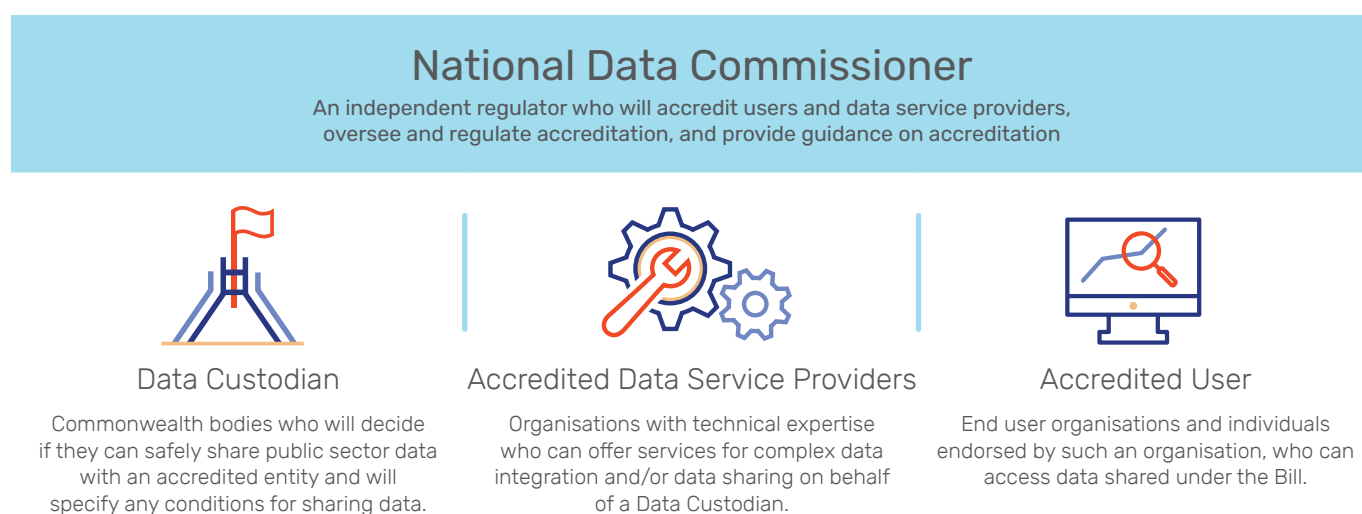 National Data Commissioner
An independent regulator who will accredit users and data service providers,
oversee and regulate accreditation, and provide guidance on accreditation
Data Custodian
Commonwealth bodies who will decide
if they can safely share public sector data
with an accredited entity and will
specify any conditions for sharing data.
Accredited Data Service Providers
Organisations with technical expertise
who can offer services for complex data
integration and/or data sharing on behalf
of a Data Custodian.
Accredited User
End user organisations and individuals
endorsed by such an organisation, who can
access data shared under the Bill.